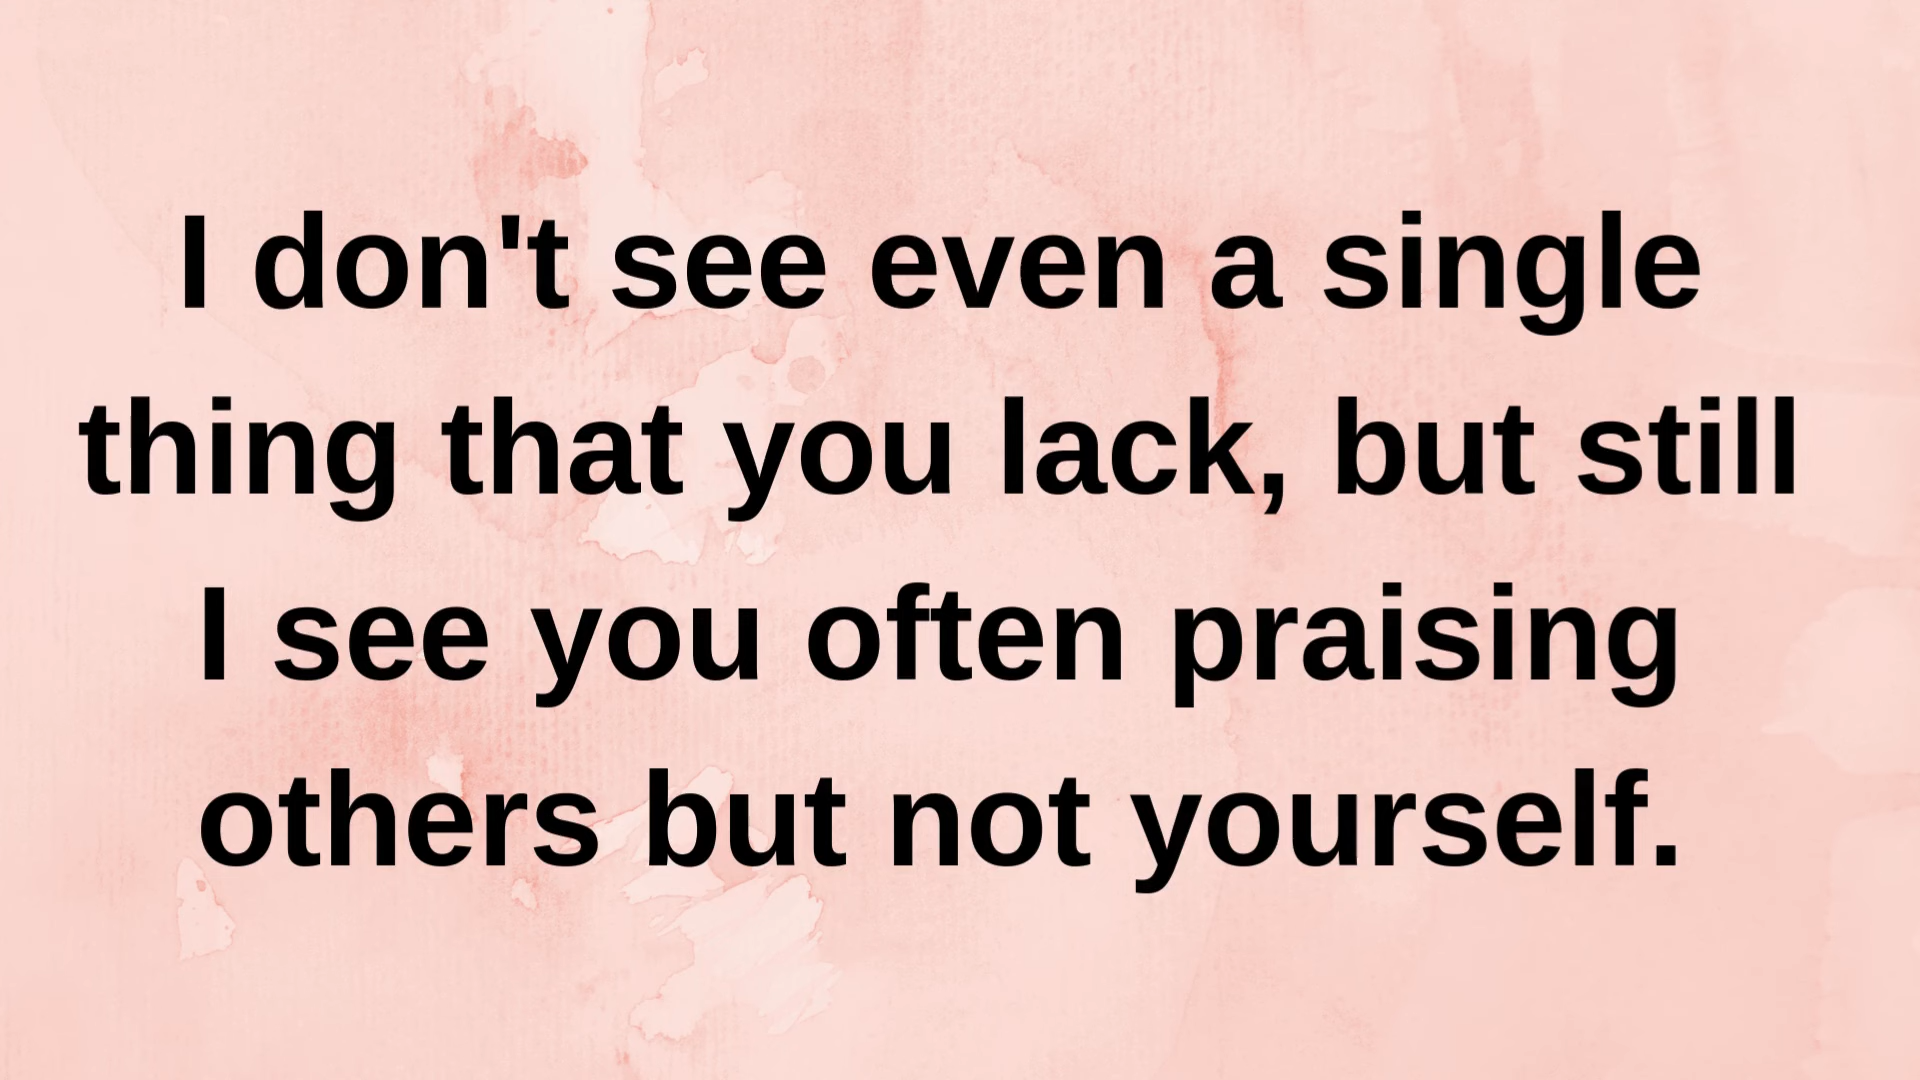 I don't see even a single
thing that you lack, but still
I see you often praising
others but not yourself.